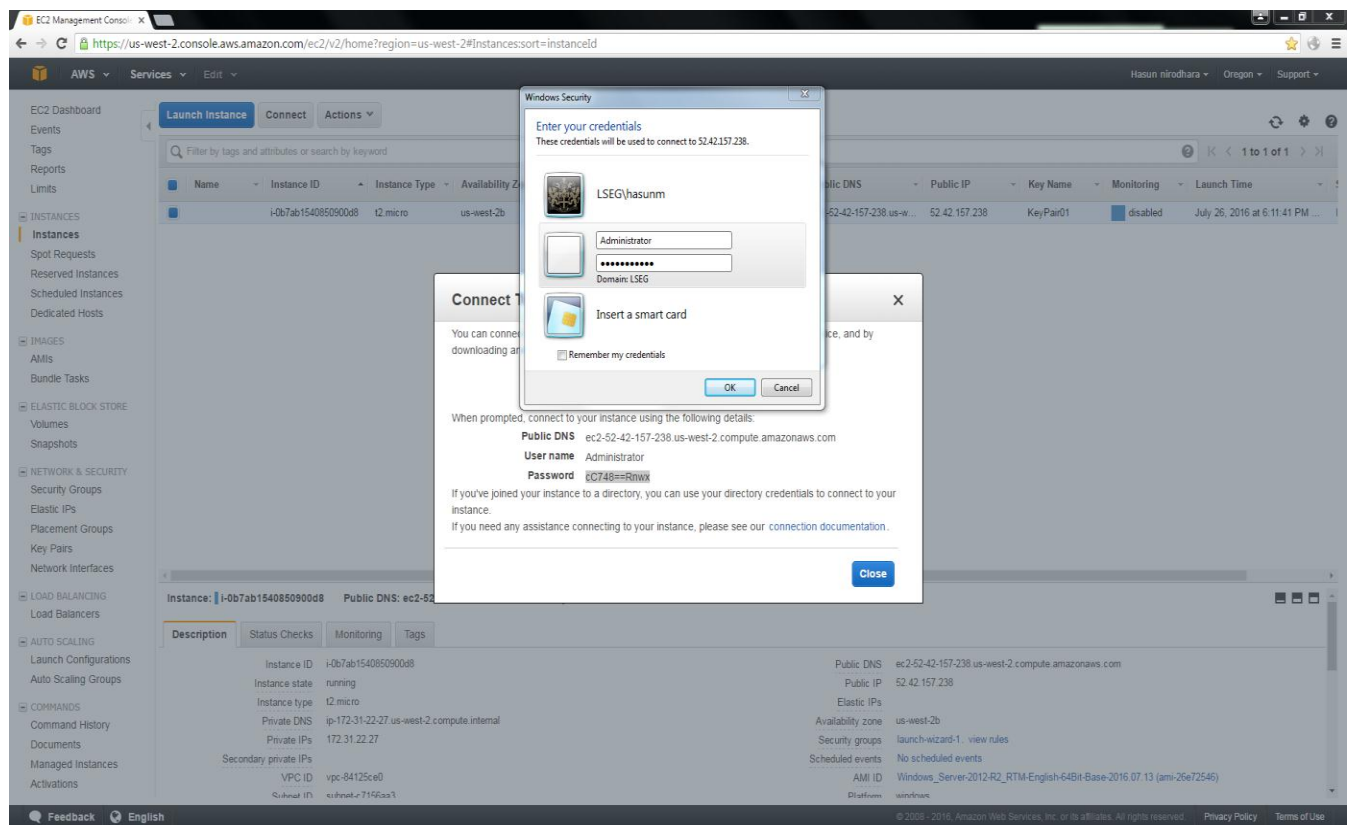 EC2 Management Consol
https://us-west-2.console.aws.amazon.com/ec2/v2/home?region=us-west-2#Instances:sort=instanceId
AWS Services Edit Hasun nirodhara Oregon Support
EC2 Dashboard
Events
Tags
Reports
Limits
INSTANCES
Instances
Spot Requests
Reserved Instances
Scheduled Instances
Dedicated Hosts
IMAGES
AMIs
Bundle Tasks
ELASTIC BLOCK STORE
Volumes
Snapshots
NETWORK & SECURITY
Security Groups
Elastic IPs
Placement Groups
Key Pairs
Network Interfaces
LOAD BALANCING
Load Balancers
AUTO SCALING
Launch Configurations
Auto Scaling Groups
COMMANDS
Command History
Documents
Managed Instances
Activations
Launch Instance Connect Actions
Filter by tags and attributes or search by keyword 1 to 1 of 1
Name Instance ID Instance Type Availability Z blic DNS Public IP Key Name Monitoring Launch Time
i-0b7ab1540850900d8 t2.micro us-west-2b -52-42-157-238.us-w... 52.42.157.238 KeyPair01 disabled July 26, 2016 at 6:11:41 PM ...
Windows Security
Enter your credentials
These credentials will be used to connect to 52.42.157.238.
LSEG\hasunm
Administrator
•••••••••••
Domain: LSEG
Insert a smart card
Remember my credentials
OK Cancel
Connect T
You can connec ice, and by
downloading an
When prompted, connect to your instance using the following details:
Public DNS ec2-52-42-157-238.us-west-2.compute.amazonaws.com
User name Administrator
Password cC748==Rnwx
If you've joined your instance to a directory, you can use your directory credentials to connect to your
instance.
If you need any assistance connecting to your instance, please see our connection documentation.
Close
Instance: i-0b7ab1540850900d8 Public DNS: ec2-52
Description Status Checks Monitoring Tags
Instance ID i-0b7ab1540850900d8 Public DNS ec2-52-42-157-238.us-west-2.compute.amazonaws.com
Instance state running Public IP 52.42.157.238
Instance type t2.micro Elastic IPs
Private DNS ip-172-31-22-27.us-west-2.compute.internal Availability zone us-west-2b
Private IPs 172.31.22.27 Security groups launch-wizard-1. view rules
Secondary private IPs Scheduled events No scheduled events
VPC ID vpc-84125ce0 AMI ID Windows_Server-2012-R2_RTM-English-64Bit-Base-2016.07.13 (ami-26e72546)
Subnet ID subnet-c7156aa3 Platform windows
Feedback English © 2008 - 2016, Amazon Web Services, Inc. or its affiliates. All rights reserved. Privacy Policy Terms of Use